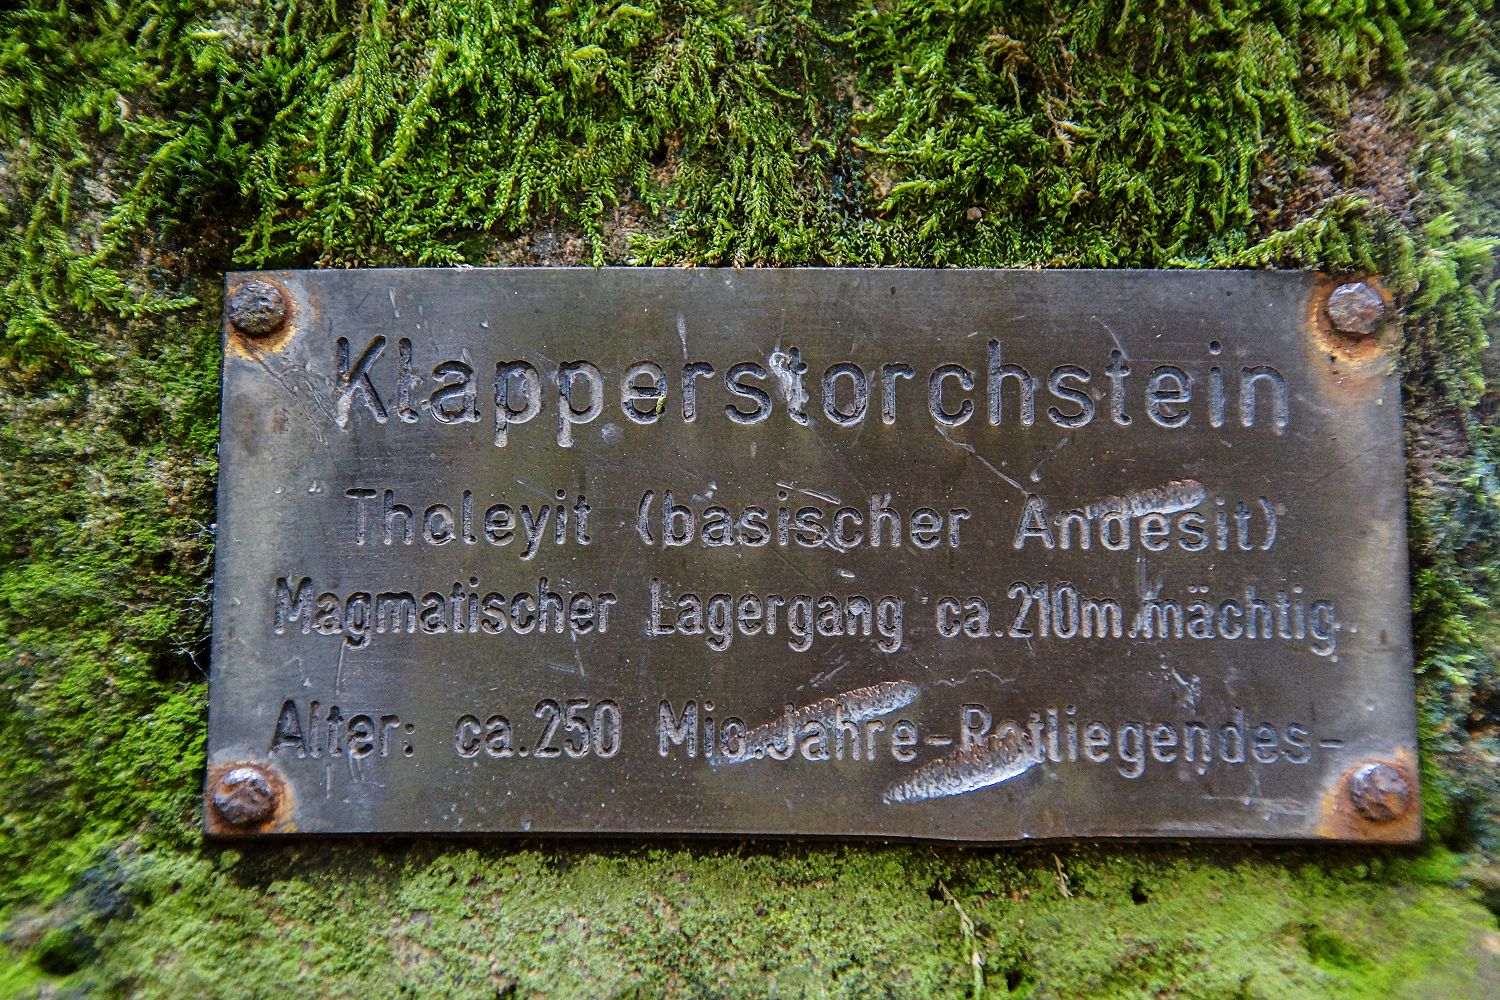 Klapperstorchstein
Tholeyit (basischer Andesit)
Magmatischer Lagergang ca.210m.mächtig
Alter: ca.250 Mio.Jahre-Rotliegendes-